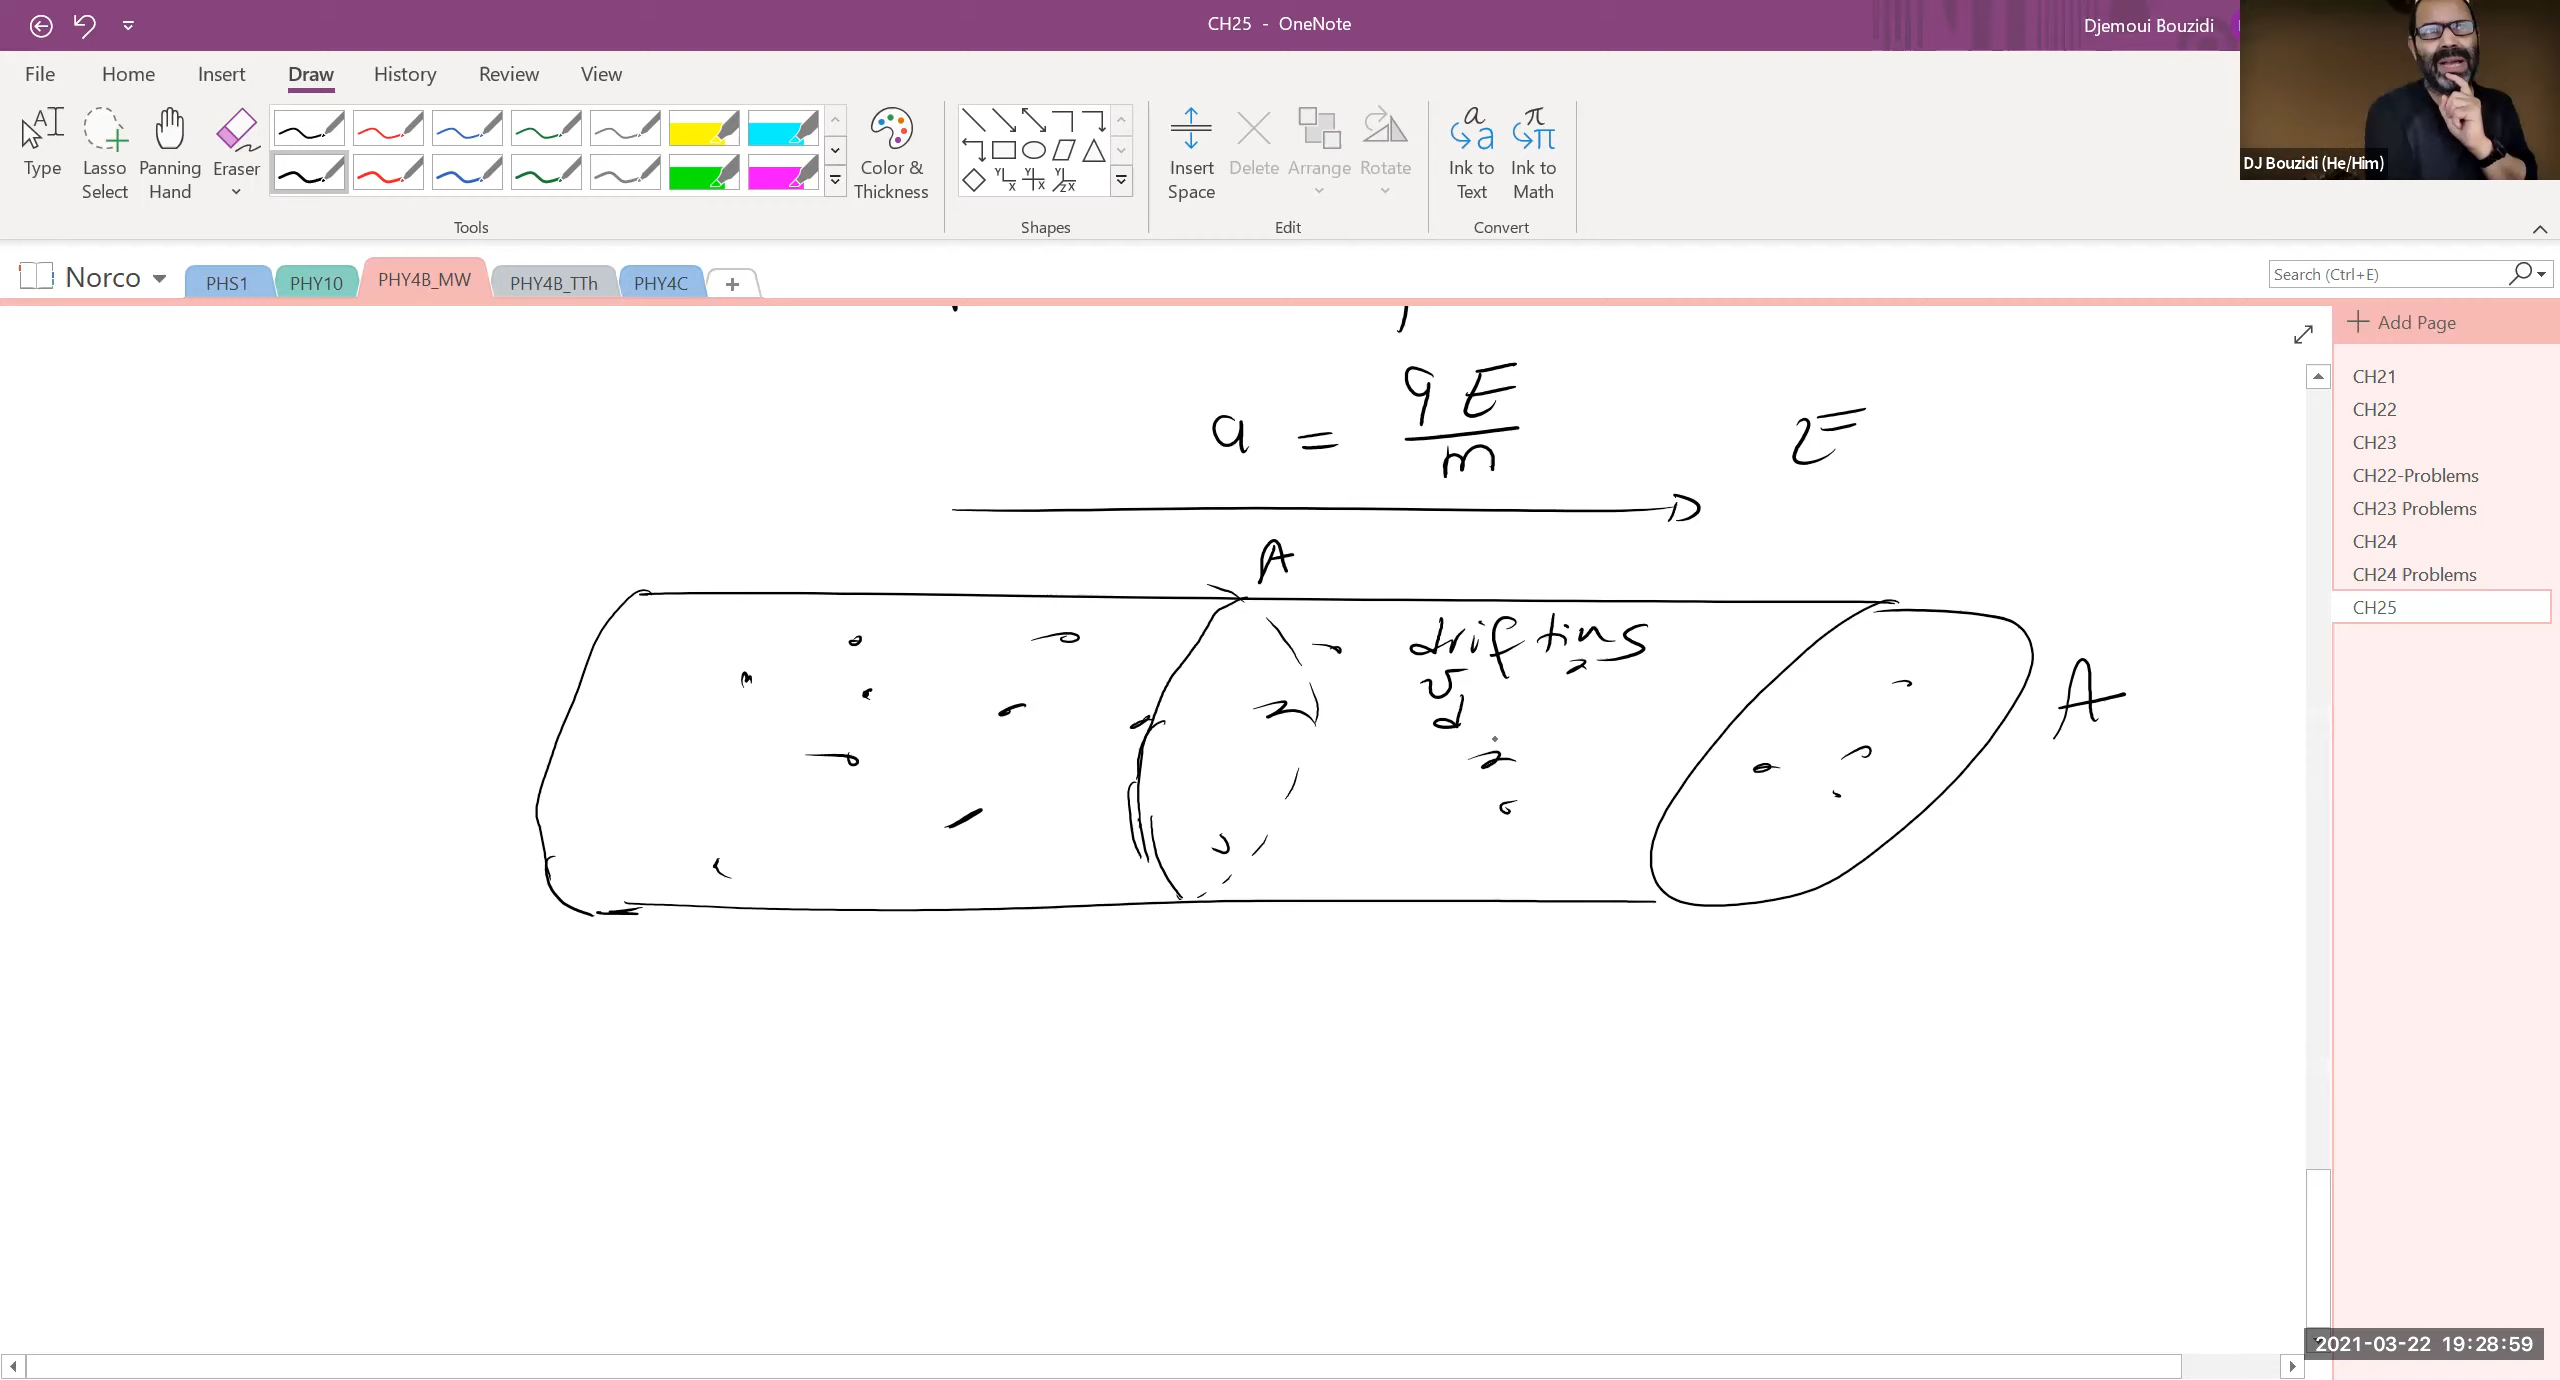 CH25 - OneNote
Djemoui Bouzidi
File Home Insert Draw History Review View
Type
Lasso Select
Panning Hand
Eraser
Color & Thickness
Insert Space
Delete
Arrange
Rotate
Ink to Text
Ink to Math
Tools
Shapes
Edit
Convert
DJ Bouzidi (He/Him)
Norco
PHS1
PHY10
PHY4B_MW
PHY4B_TTh
PHY4C
Search (Ctrl+E)
Add Page
CH21
CH22
CH23
CH22-Problems
CH23 Problems
CH24
CH24 Problems
CH25
a = qE/m
A
drifting
v d
A
2021-03-22 19:28:59